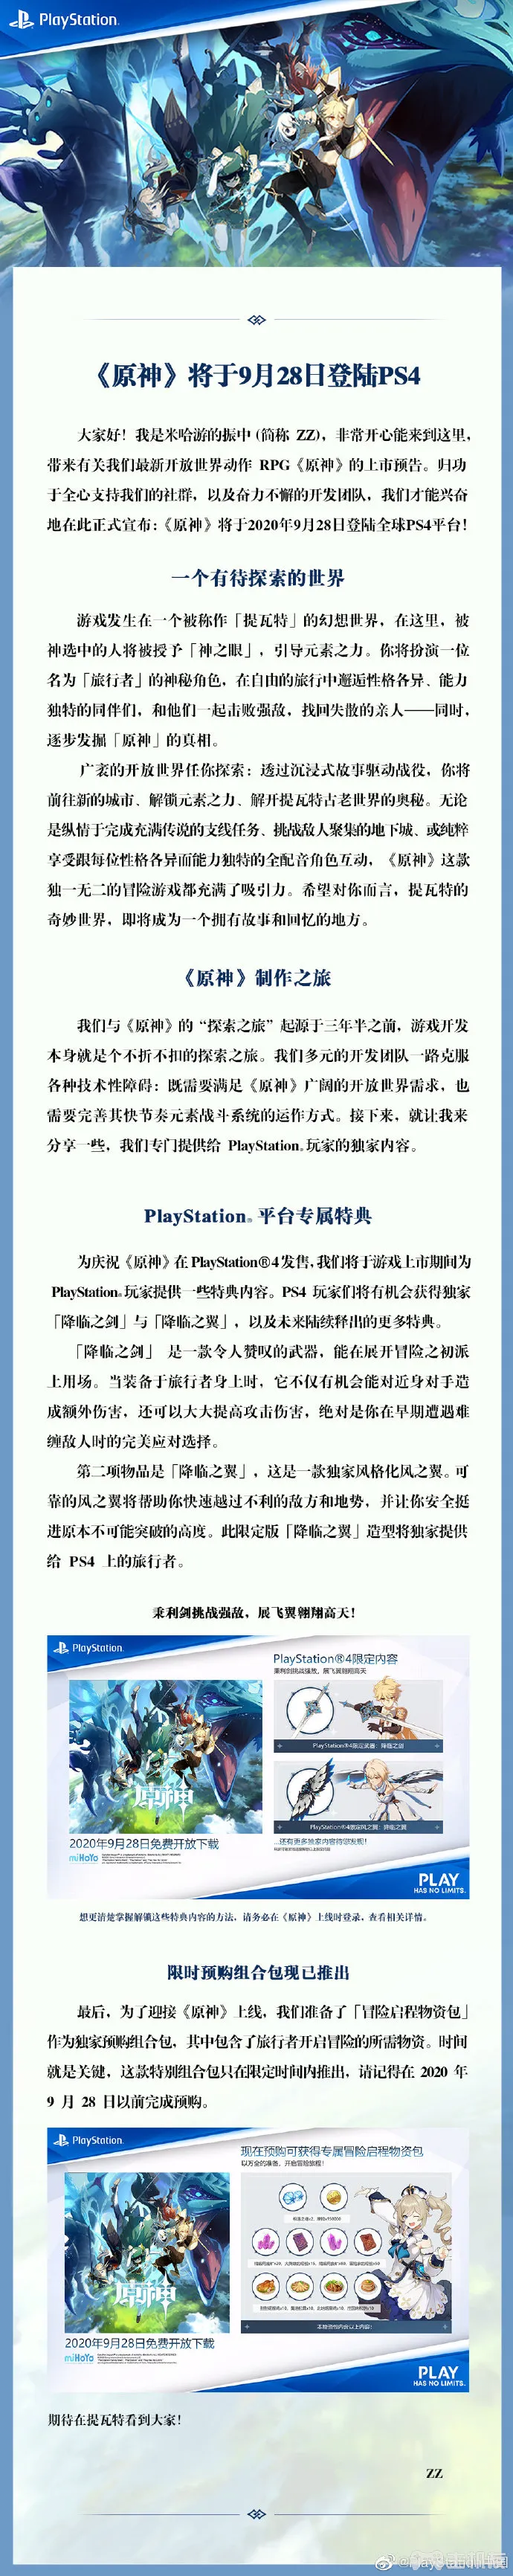 PlayStation
《原神》将于9月28日登陆PS4
大家好！我是米哈游的振中 (简称 ZZ)，非常开心能来到这里，
带来有关我们最新开放世界动作 RPG《原神》的上市预告。归功
于全心支持我们的社群，以及奋力不懈的开发团队，我们才能兴奋
地在此正式宣布：《原神》将于2020年9月28日登陆全球PS4平台！
一个有待探索的世界
游戏发生在一个被称作「提瓦特」的幻想世界，在这里，被
神选中的人将被授予「神之眼」，引导元素之力。你将扮演一位
名为「旅行者」的神秘角色，在自由的旅行中邂逅性格各异、能力
独特的同伴们，和他们一起击败强敌，找回失散的亲人——同时，
逐步发掘「原神」的真相。
广袤的开放世界任你探索：透过沉浸式故事驱动战役，你将
前往新的城市、解锁元素之力、解开提瓦特古老世界的奥秘。无论
是纵情于完成充满传说的支线任务、挑战敌人聚集的地下城、或纯粹
享受跟每位性格各异而能力独特的全配音角色互动，《原神》这款
独一无二的冒险游戏都充满了吸引力。希望对你而言，提瓦特的
奇妙世界，即将成为一个拥有故事和回忆的地方。
《原神》制作之旅
我们与《原神》的“探索之旅”起源于三年半之前，游戏开发
本身就是个不折不扣的探索之旅。我们多元的开发团队一路克服
各种技术性障碍：既需要满足《原神》广阔的开放世界需求，也
需要完善其快节奏元素战斗系统的运作方式。接下来，就让我来
分享一些，我们专门提供给 PlayStation®玩家的独家内容。
PlayStation® 平台专属特典
为庆祝《原神》在 PlayStation®4发售，我们将于游戏上市期间为
PlayStation®玩家提供一些特典内容。PS4 玩家们将有机会获得独家
「降临之剑」与「降临之翼」，以及未来陆续释出的更多特典。
「降临之剑」 是一款令人赞叹的武器，能在展开冒险之初派
上用场。当装备于旅行者身上时，它不仅有机会能对近身对手造
成额外伤害，还可以大大提高攻击伤害，绝对是你在早期遭遇难
缠敌人时的完美应对选择。
第二项物品是「降临之翼」，这是一款独家风格化风之翼。可
靠的风之翼将帮助你快速越过不利的敌方和地势，并让你安全挺
进原本不可能突破的高度。此限定版「降临之翼」造型将独家提供
给 PS4 上的旅行者。
秉利剑挑战强敌，展飞翼翱翔高天！
PlayStation
PlayStation®4限定内容
秉利剑挑战强敌，展飞翼翱翔高天
PlayStation®4限定武器：降临之剑
原神
PlayStation®4限定风之翼：降临之翼
2020年9月28日免费开放下载
...还有更多独家内容待您发现！
miHoYo
PLAY
HAS NO LIMITS.
想更清楚掌握解锁这些特典内容的方法，请务必在《原神》上线时登录，查看相关详情。
限时预购组合包现已推出
最后，为了迎接《原神》上线，我们准备了「冒险启程物资包」
作为独家预购组合包，其中包含了旅行者开启冒险的所需物资。时间
就是关键，这款特别组合包只在限定时间内推出，请记得在 2020 年
9 月 28 日以前完成预购。
PlayStation
现在预购可获得专属冒险启程物资包
以万全的准备，开启冒险旅程！
原神
2020年9月28日免费开放下载
miHoYo
PLAY
HAS NO LIMITS.
期待在提瓦特看到大家！
ZZ